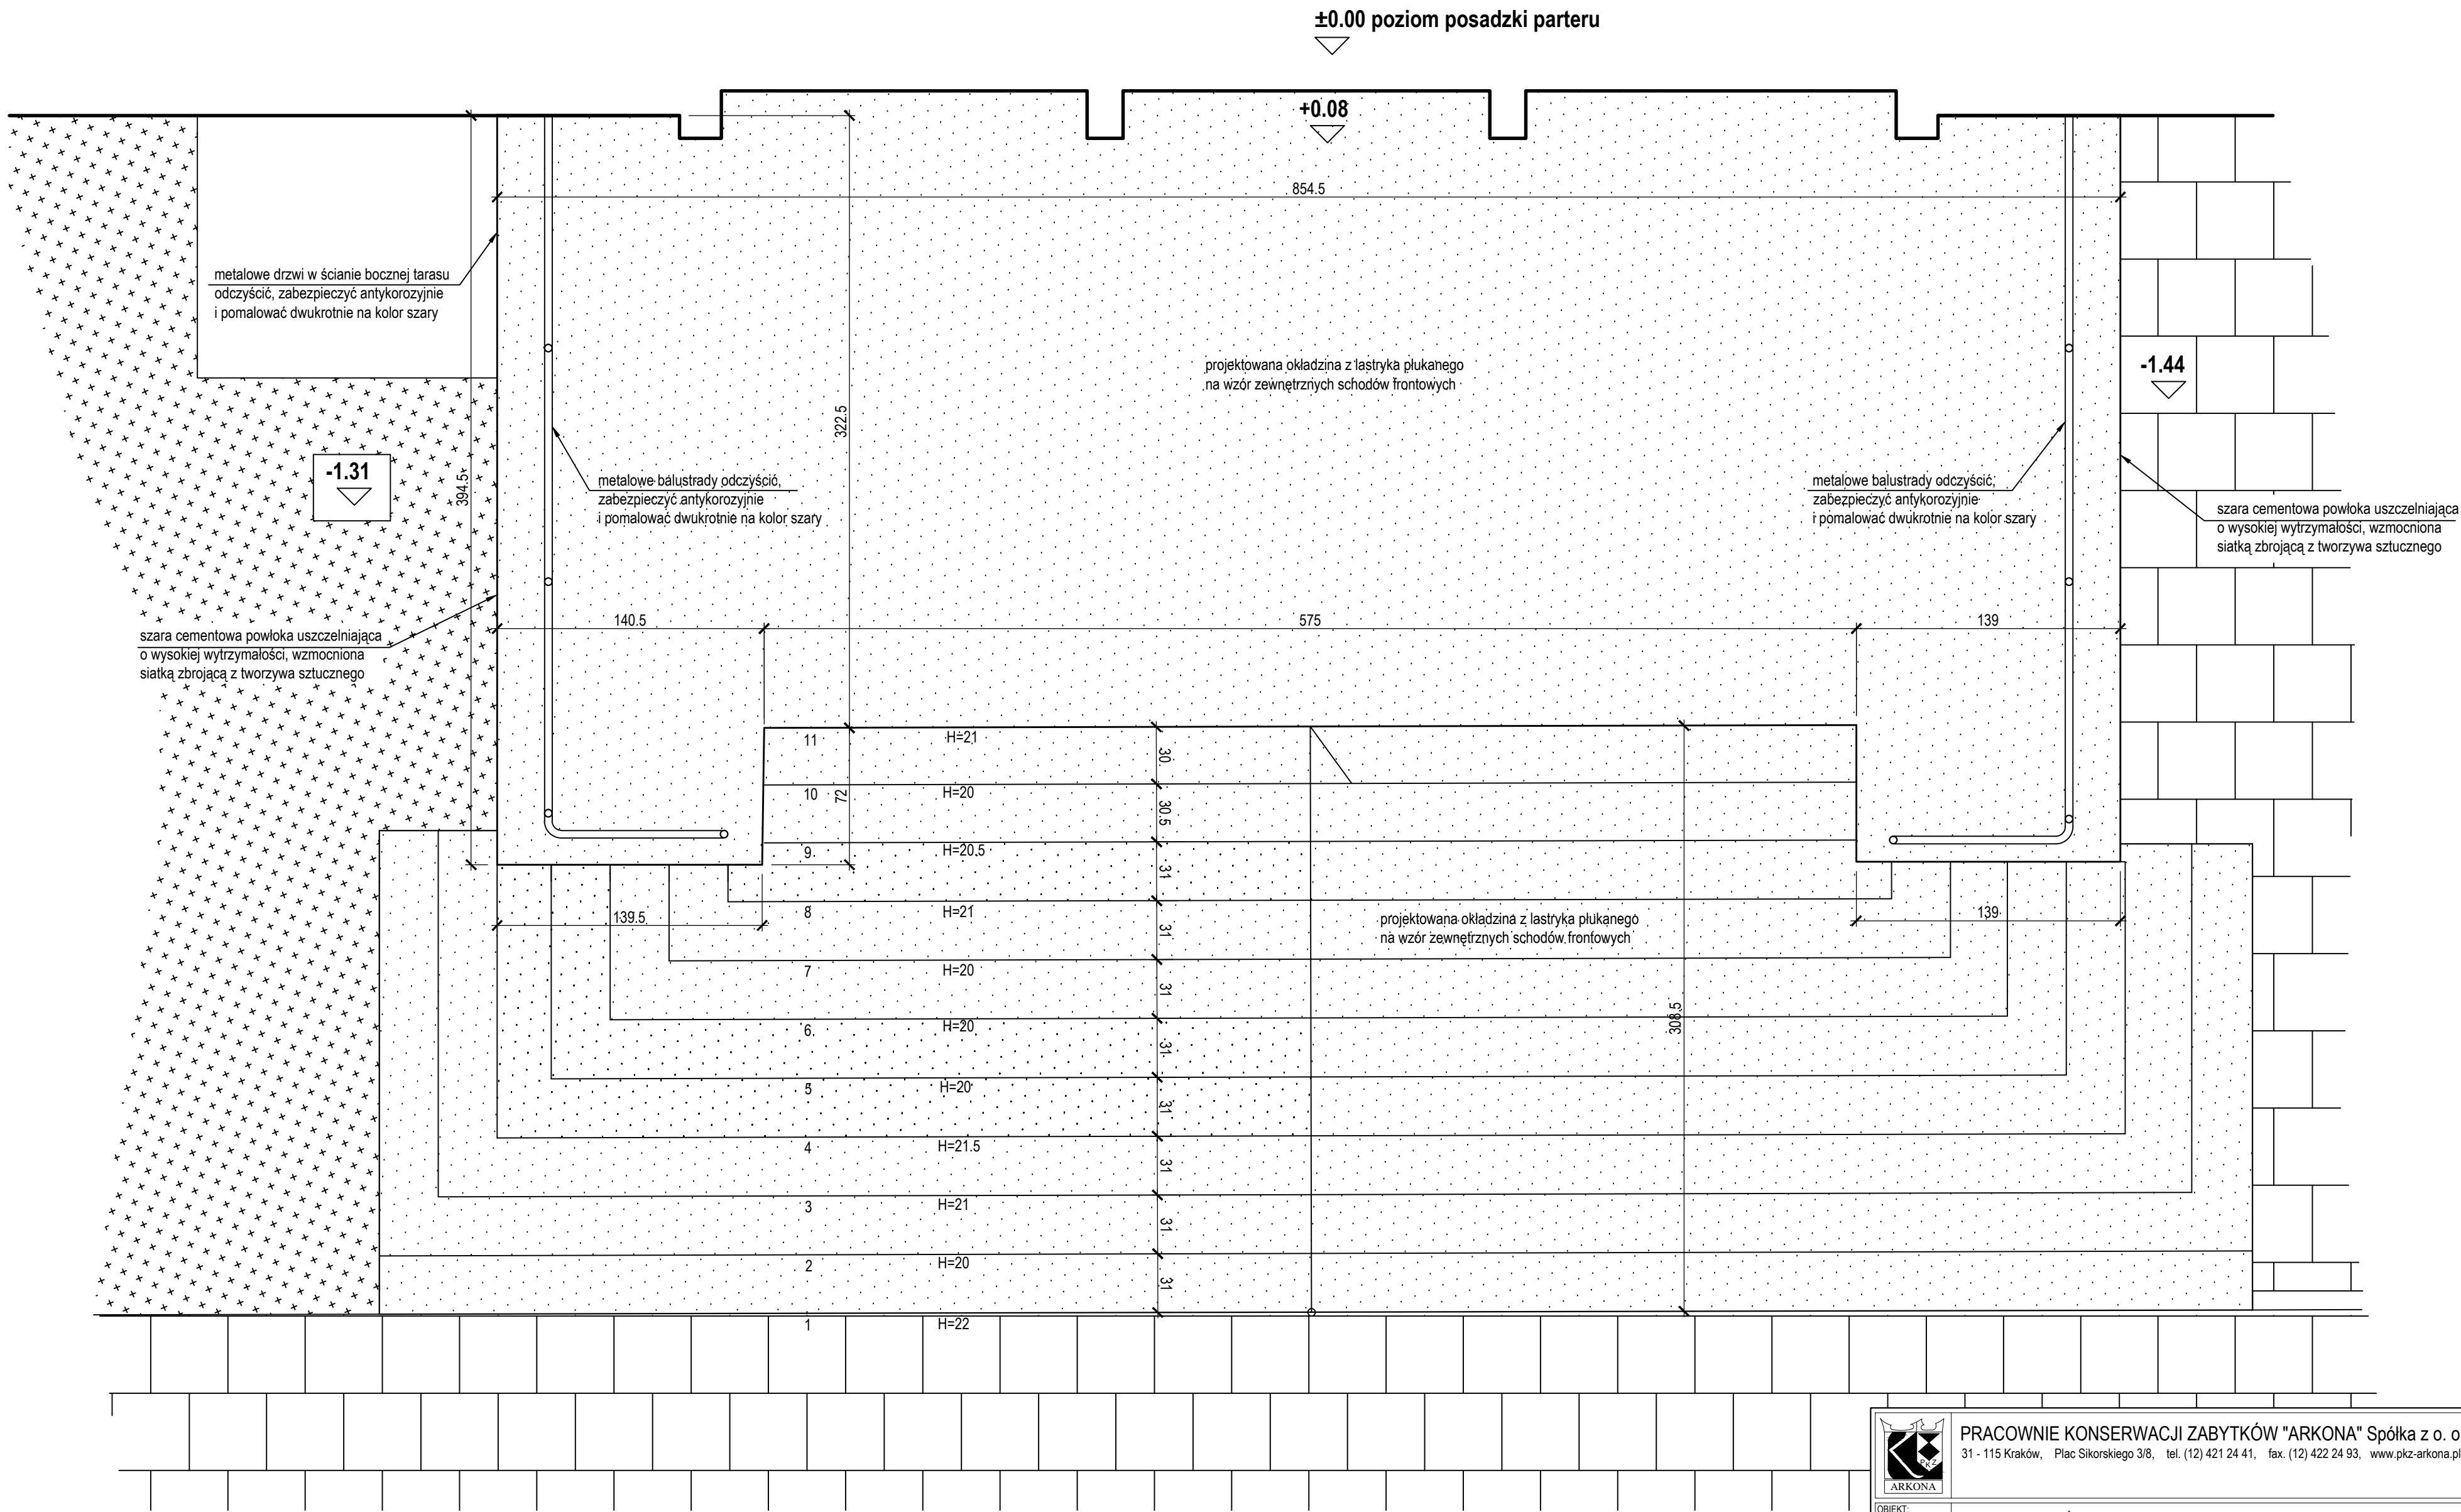 ±0.00 poziom posadzki parteru
+0.08
854.5
metalowe drzwi w ścianie bocznej tarasu
odczyścić, zabezpieczyć antykorozyjnie
i pomalować dwukrotnie na kolor szary
projektowana okładzina z lastryka płukanego
na wzór zewnętrznych schodów frontowych
-1.44
322.5
-1.31
394.5
metalowe balustrady odczyścić,
zabezpieczyć antykorozyjnie
i pomalować dwukrotnie na kolor szary
metalowe balustrady odczyścić,
zabezpieczyć antykorozyjnie
i pomalować dwukrotnie na kolor szary
szara cementowa powłoka uszczelniająca
o wysokiej wytrzymałości, wzmocniona
siatką zbrojącą z tworzywa sztucznego
140.5
575
139
szara cementowa powłoka uszczelniająca
o wysokiej wytrzymałości, wzmocniona
siatką zbrojącą z tworzywa sztucznego
11 H=21
30
10 72 H=20
30.5
9 H=20.5
31
8 H=21
139.5
projektowana okładzina z lastryka płukanego
na wzór zewnętrznych schodów frontowych
139
31
7 H=20
31
308.5
6 H=20
31
5 H=20
31
4 H=21.5
31
3 H=21
31
2 H=20
31
1 H=22
PRACOWNIE KONSERWACJI ZABYTKÓW "ARKONA" Spółka z o. o
31 - 115 Kraków, Plac Sikorskiego 3/8, tel. (12) 421 24 41, fax. (12) 422 24 93, www.pkz-arkona.pl
PKZ
ARKONA
OBIEKT: